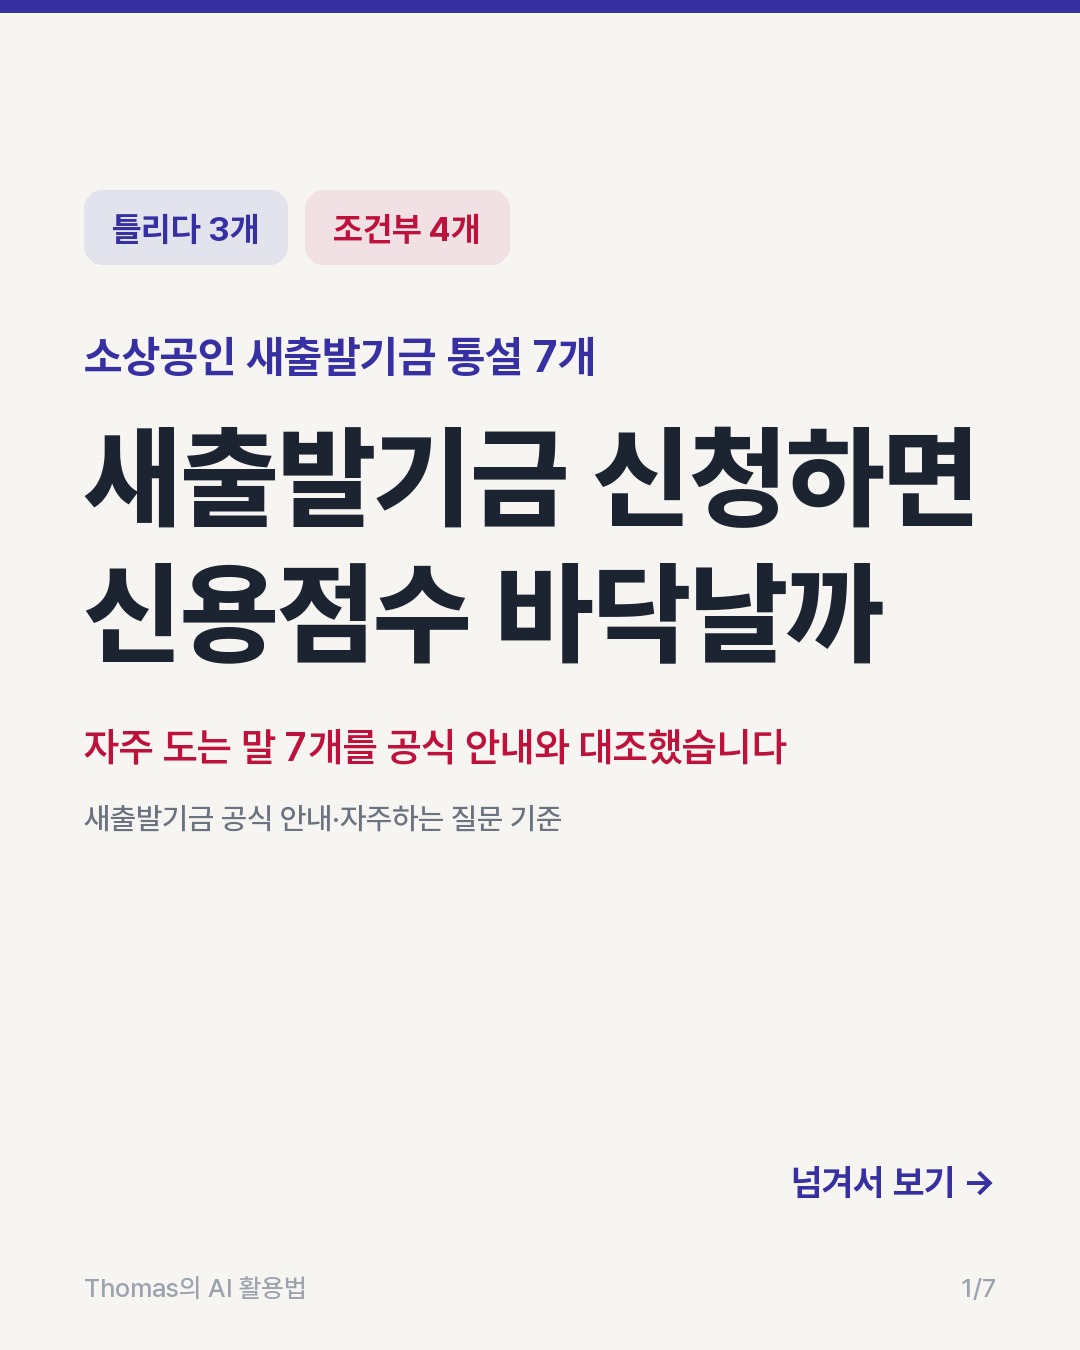 틀리다 3개
조건부 4개
소상공인 새출발기금 통설 7개
새출발기금 신청하면
신용점수 바닥날까
자주 도는 말 7개를 공식 안내와 대조했습니다
새출발기금 공식 안내·자주하는 질문 기준
넘겨서 보기 →
Thomas의 AI 활용법
1/7